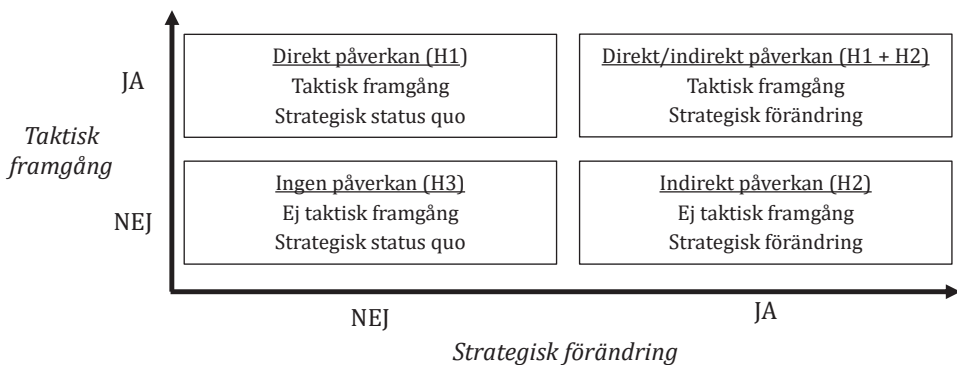 JA
Taktisk
framgång
NEJ
Direkt påverkan (H1)
Taktisk framgång
Strategisk status quo
Direkt/indirekt påverkan (H1 + H2)
Taktisk framgång
Strategisk förändring
Ingen påverkan (H3)
Ej taktisk framgång
Strategisk status quo
Indirekt påverkan (H2)
Ej taktisk framgång
Strategisk förändring
NEJ
JA
Strategisk förändring